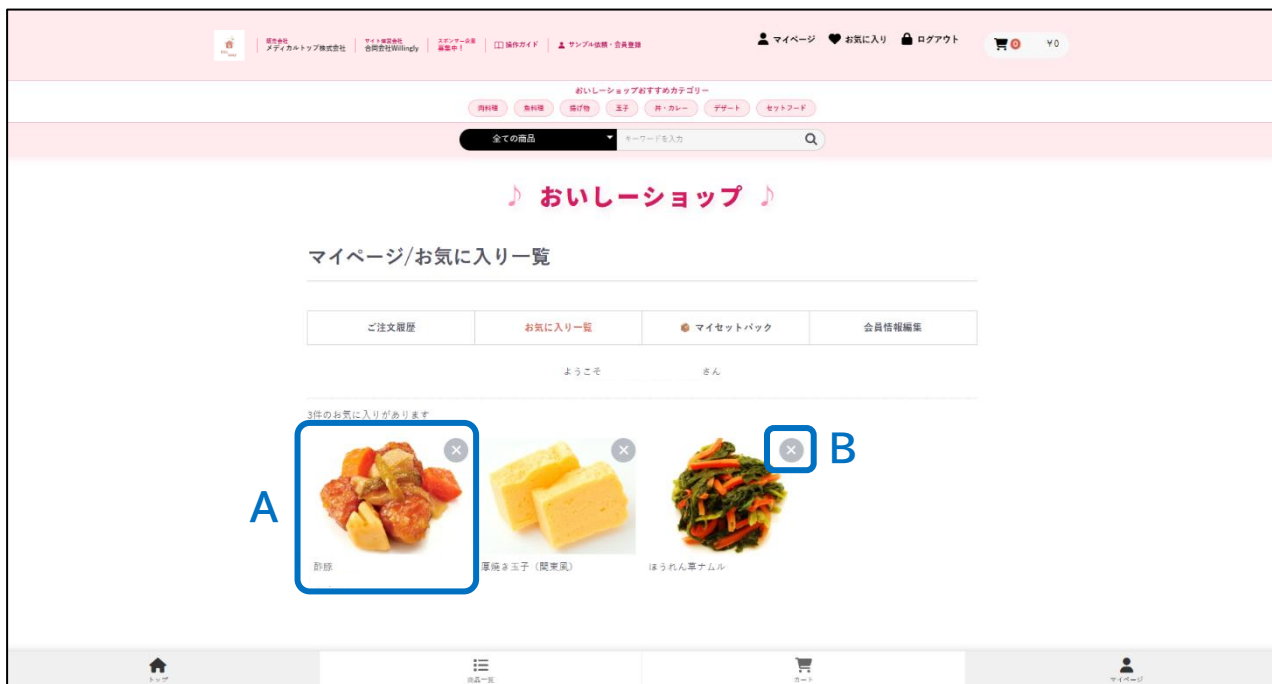 販売会社
メディカルトップ株式会社
サイト運営会社
合同会社Willingly
スポンサー企業
募集中！
操作ガイド
サンプル依頼・会員登録
マイページ
お気に入り
ログアウト
0
¥0
おいしーショップおすすめカテゴリー
肉料理 魚料理 揚げ物 玉子 丼・カレー デザート セットフード
全ての商品
キーワードを入力
♪ おいしーショップ ♪
マイページ/お気に入り一覧
ご注文履歴 お気に入り一覧 マイセットパック 会員情報編集
ようこそ さん
3件のお気に入りがあります
A
B
酢豚
厚焼き玉子（関東風）
ほうれん草ナムル
トップ 商品一覧 カート マイページ